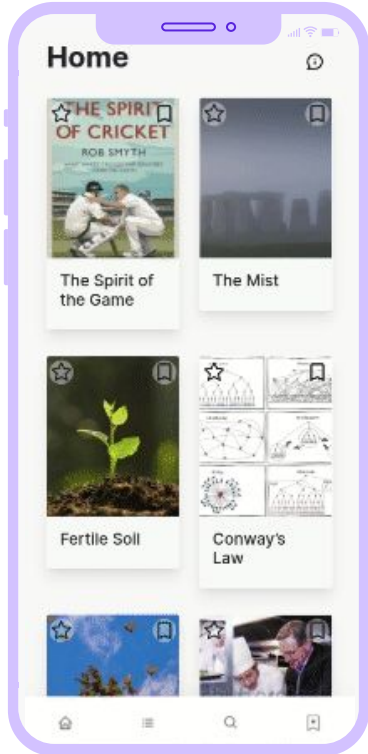 Home
THE SPIRIT
OF CRICKET
ROB SMYTH
The Spirit of
the Game
The Mist
Fertile Soil
Conway's
Law